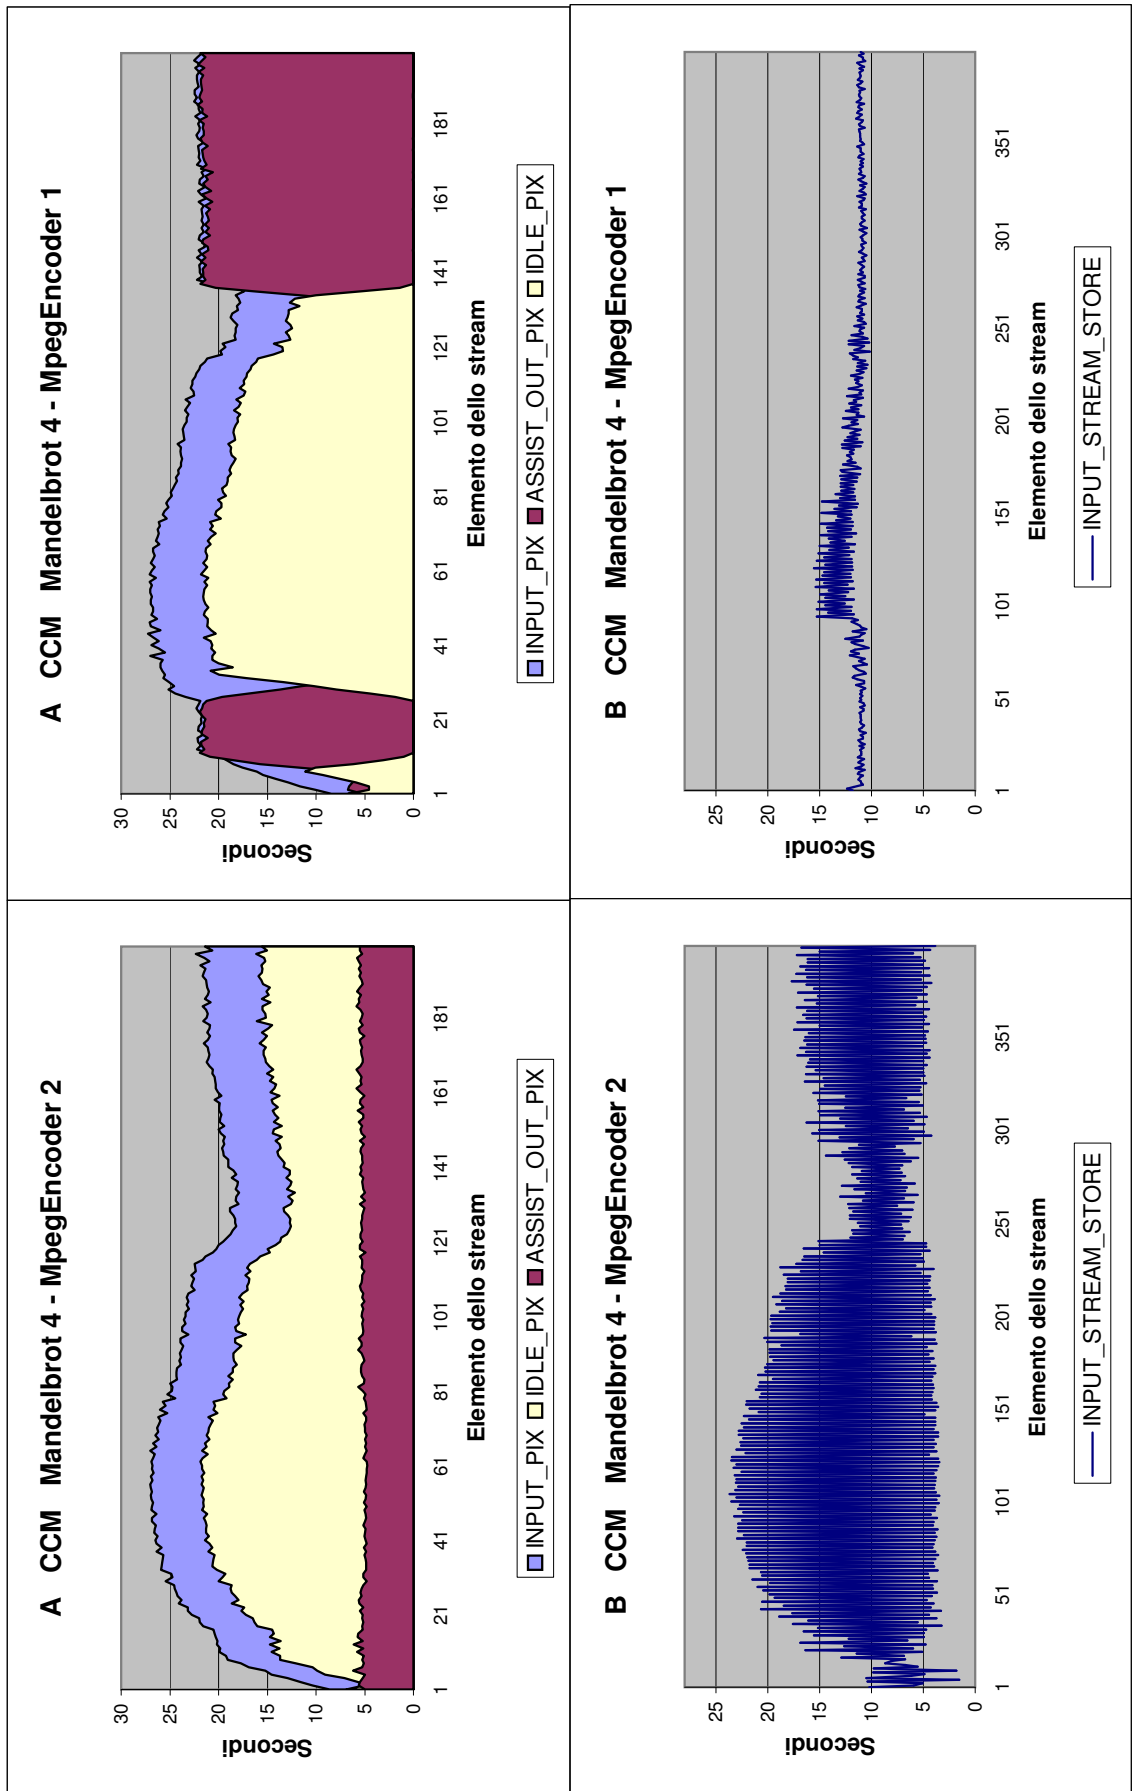 A CCM Mandelbrot 4 - MpegEncoder 2
30
25
20
15
10
5
0
Secondi
1 21 41 61 81 101 121 141 161 181
Elemento dello stream
INPUT_PIX IDLE_PIX ASSIST_OUT_PIX
A CCM Mandelbrot 4 - MpegEncoder 1
30
25
20
15
10
5
0
Secondi
1 21 41 61 81 101 121 141 161 181
Elemento dello stream
INPUT_PIX ASSIST_OUT_PIX IDLE_PIX
B CCM Mandelbrot 4 - MpegEncoder 2
25
20
15
10
5
0
Secondi
1 51 101 151 201 251 301 351
Elemento dello stream
INPUT_STREAM_STORE
B CCM Mandelbrot 4 - MpegEncoder 1
25
20
15
10
5
0
Secondi
1 51 101 151 201 251 301 351
Elemento dello stream
INPUT_STREAM_STORE